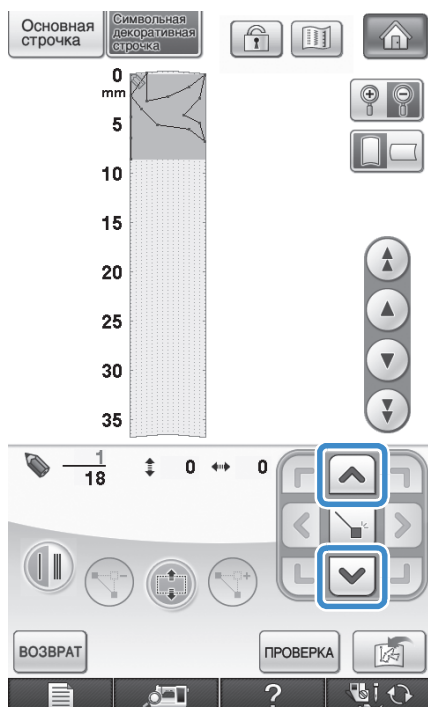 Основная
строчка
Символьная
декоративная
строчка
0
mm
5
10
15
20
25
30
35
1
18
0
0
ВОЗВРАТ
ПРОВЕРКА
?